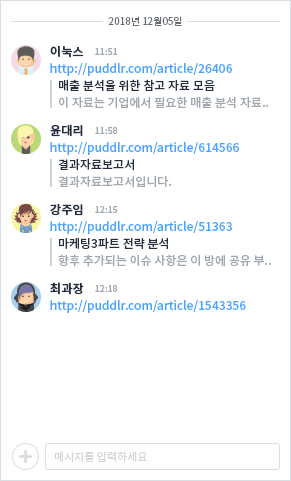 2018년 12월05일
이눅스 11:51
http://puddlr.com/article/26406
매출 분석을 위한 참고 자료 모음
이 자료는 기업에서 필요한 매출 분석 자료..
윤대리 11:58
http://puddlr.com/article/614566
결과자료보고서
결과자료보고서입니다.
강주임 12:15
http://puddlr.com/article/51363
마케팅3파트 전략 분석
향후 추가되는 이슈 사항은 이 방에 공유 부..
최과장 12:18
http://puddlr.com/article/1543356
메시지를 입력하세요